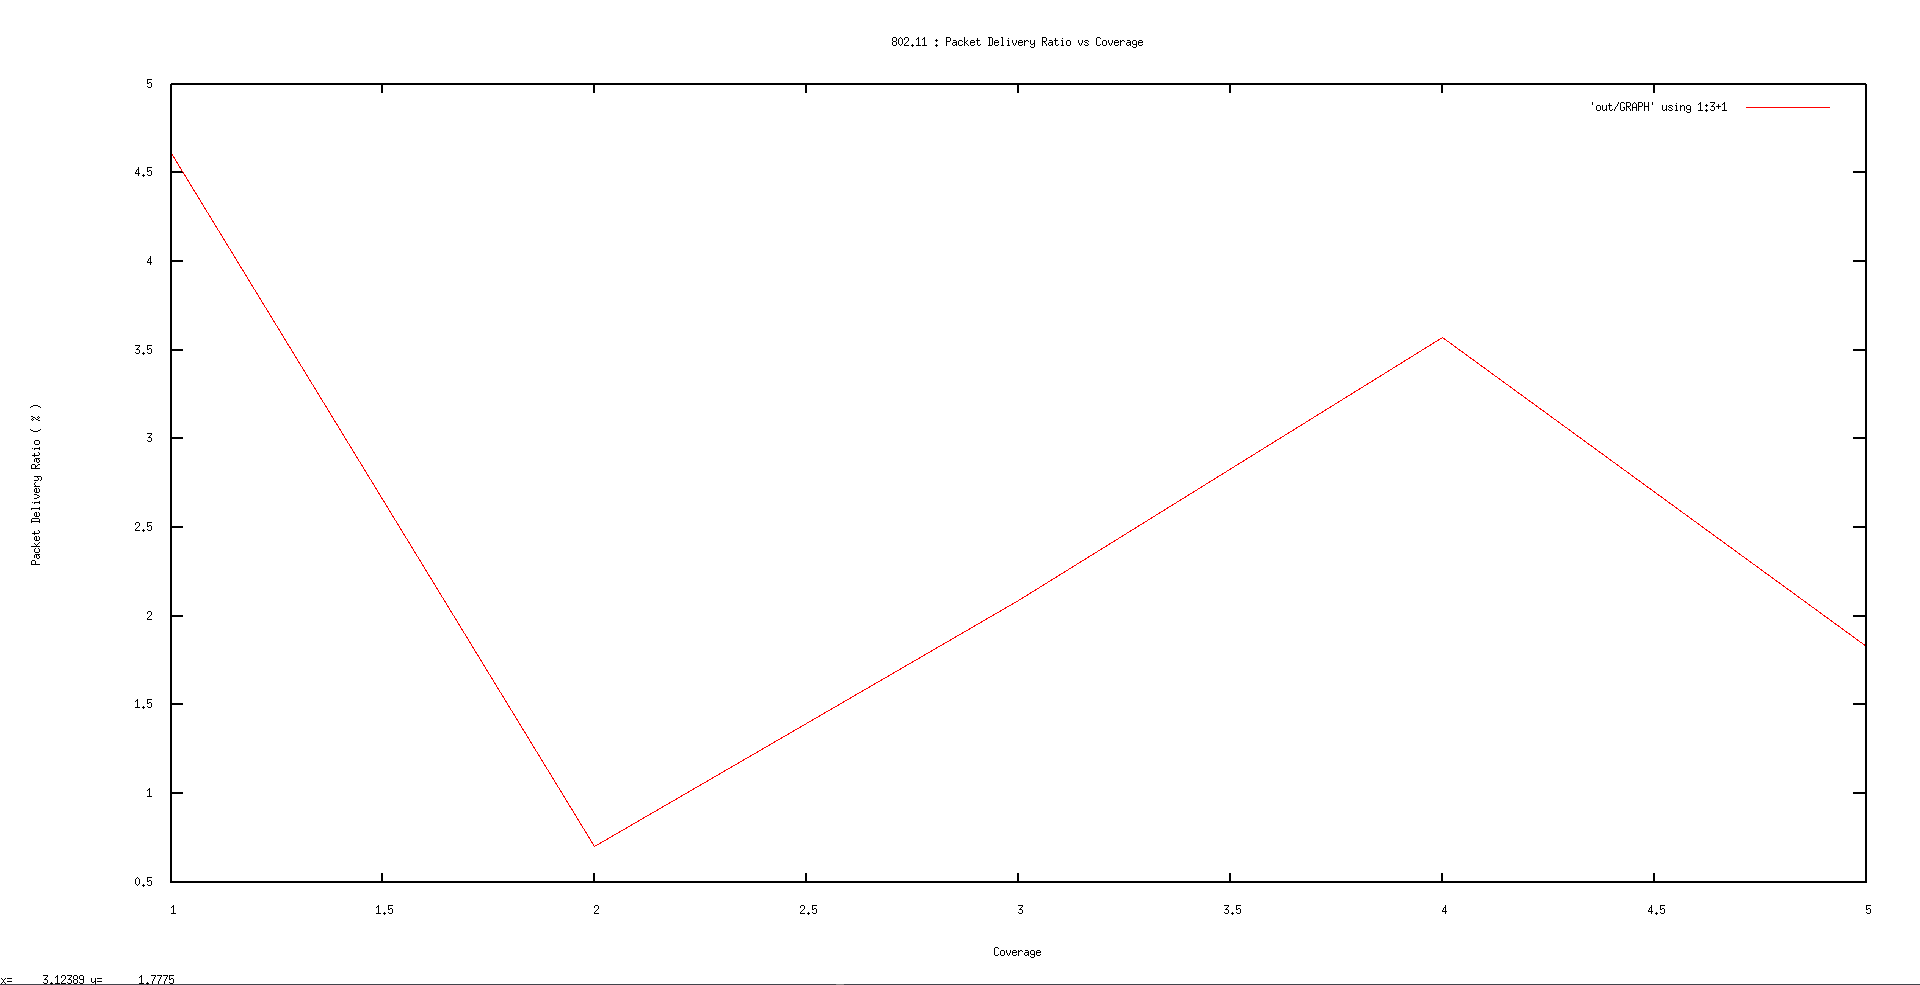 802.11 : Packet Delivery Ratio vs Coverage
'out/GRAPH' using 1:3+1
5
4.5
4
3.5
3
2.5
2
1.5
1
0.5
Packet Delivery Ratio ( % )
1 1.5 2 2.5 3 3.5 4 4.5 5
Coverage
x= 3.12389 y= 1.7775